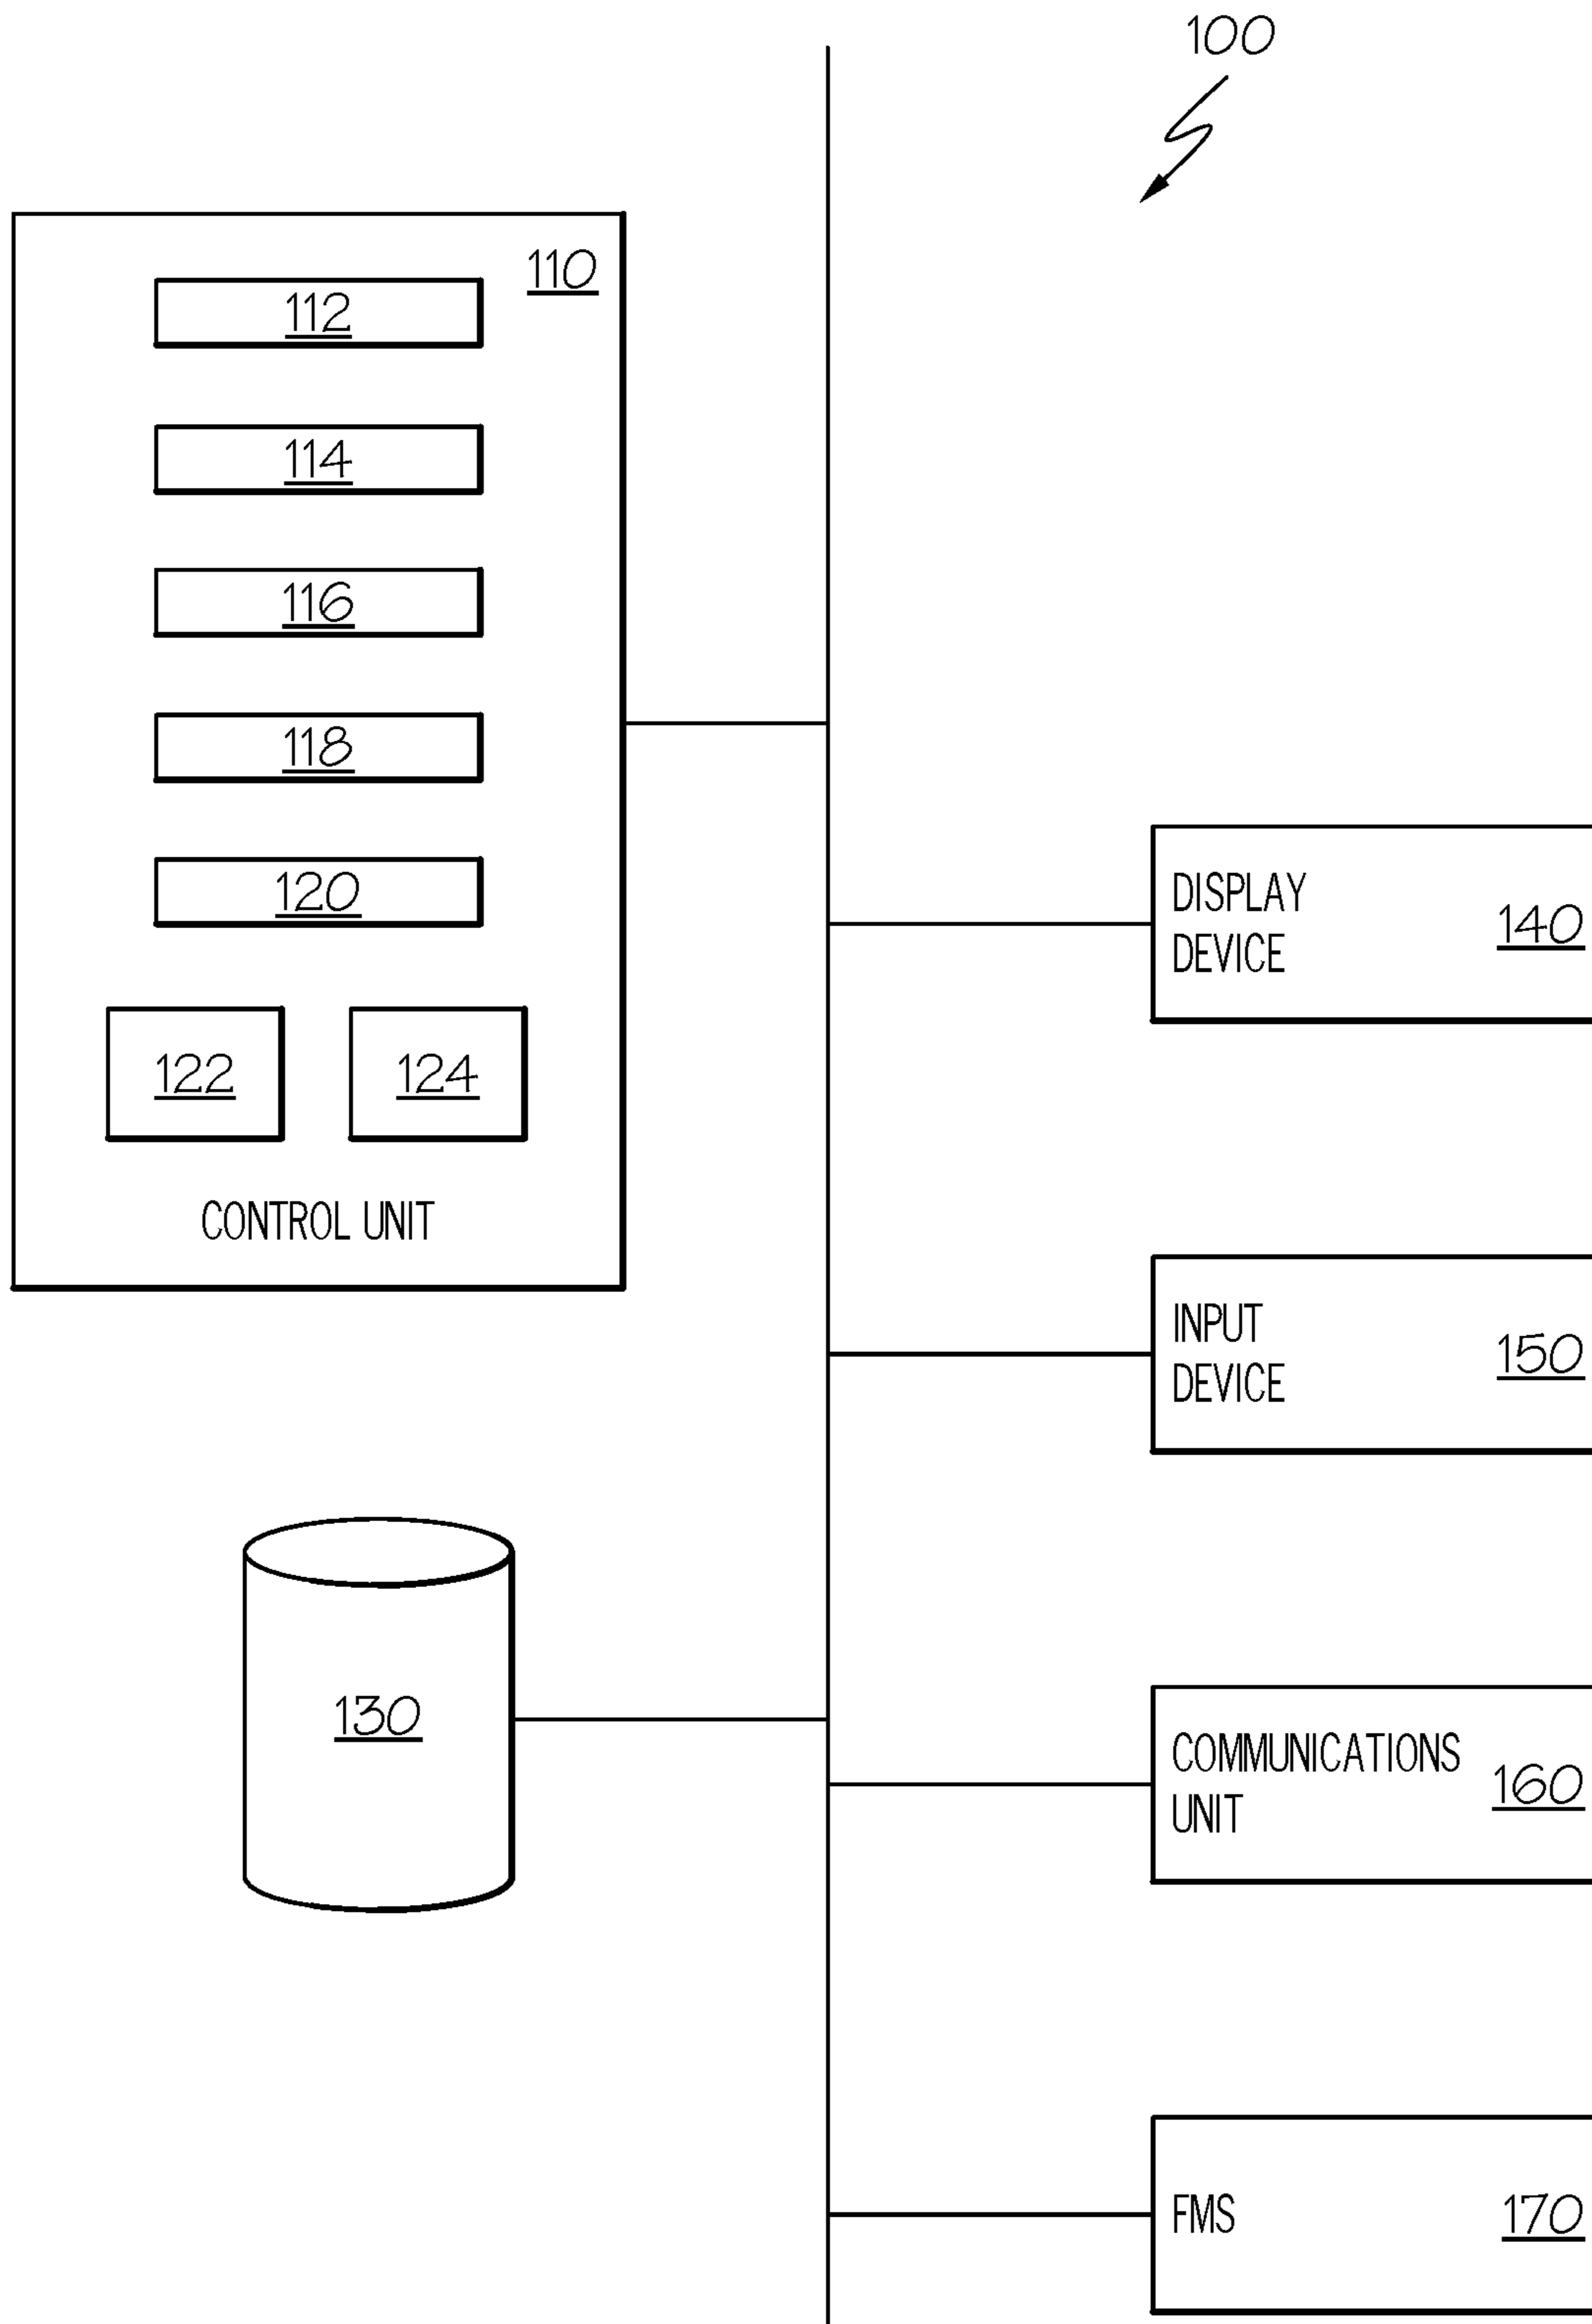 100
110
112
114
116
118
120
122 124
CONTROL UNIT
130
DISPLAY
DEVICE
140
INPUT
DEVICE
150
COMMUNICATIONS
UNIT
160
FMS
170